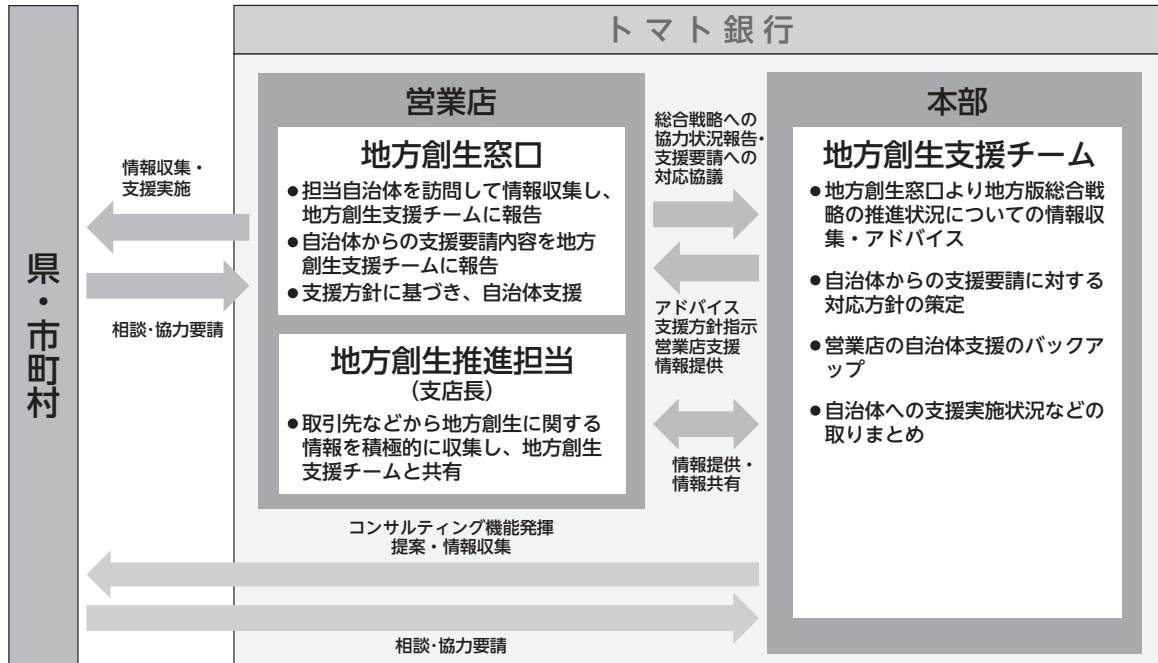 トマト銀行
県・市町村
情報収集・
支援実施
相談･協力要請
営業店
地方創生窓口
●担当自治体を訪問して情報収集し、
地方創生支援チームに報告
●自治体からの支援要請内容を地方
創生支援チームに報告
●支援方針に基づき、自治体支援
地方創生推進担当
(支店長)
●取引先などから地方創生に関する
情報を積極的に収集し、地方創生
支援チームと共有
総合戦略への
協力状況報告･
支援要請への
対応協議
アドバイス
支援方針指示
営業店支援
情報提供
情報提供・
情報共有
本部
地方創生支援チーム
●地方創生窓口より地方版総合戦
略の推進状況についての情報収
集・アドバイス
●自治体からの支援要請に対する
対応方針の策定
●営業店の自治体支援のバックア
ップ
●自治体への支援実施状況などの
取りまとめ
コンサルティング機能発揮
提案・情報収集
相談･協力要請